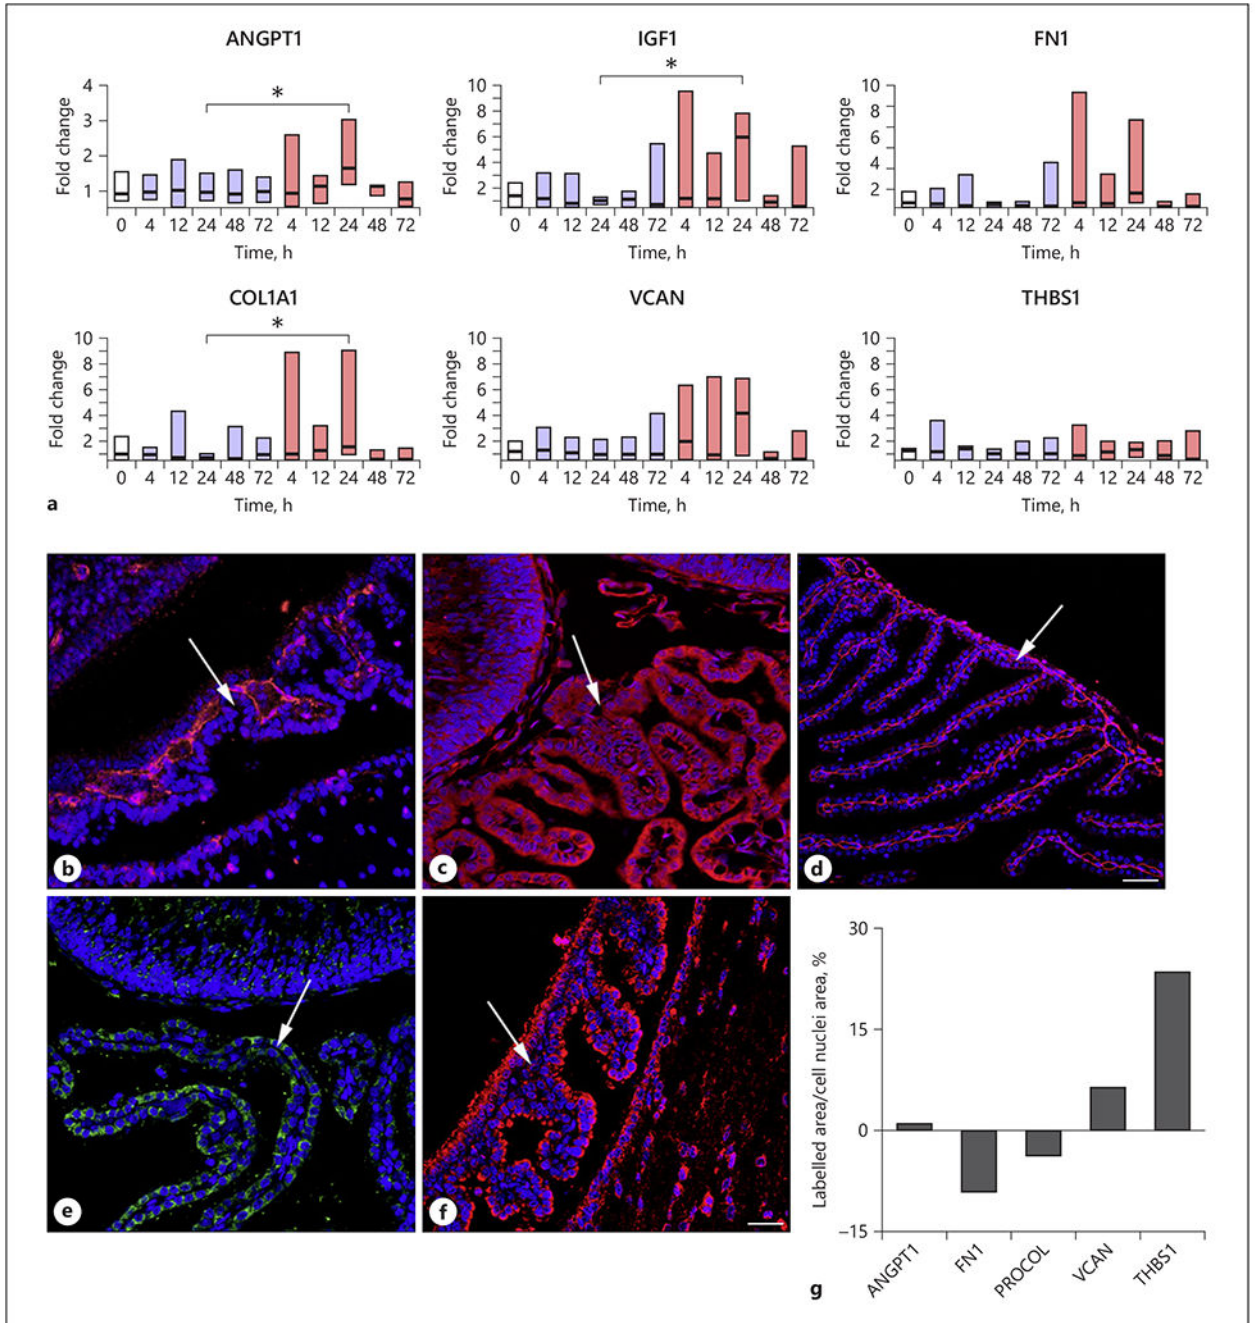 ANGPT1
IGF1
FN1
Fold change
4
3
2
1
*
0 4 12 24 48 72 4 12 24 48 72
Time, h
Fold change
10
8
6
4
2
*
0 4 12 24 48 72 4 12 24 48 72
Time, h
Fold change
10
8
6
4
2
0 4 12 24 48 72 4 12 24 48 72
Time, h
COL1A1
VCAN
THBS1
Fold change
10
8
6
4
2
*
0 4 12 24 48 72 4 12 24 48 72
Time, h
Fold change
10
8
6
4
2
0 4 12 24 48 72 4 12 24 48 72
Time, h
Fold change
10
8
6
4
2
0 4 12 24 48 72 4 12 24 48 72
Time, h
a
b
c
d
e
f
Labelled area/cell nuclei area, %
30
15
0
–15
ANGPT1
FN1
PROCOL
VCAN
THBS1
g